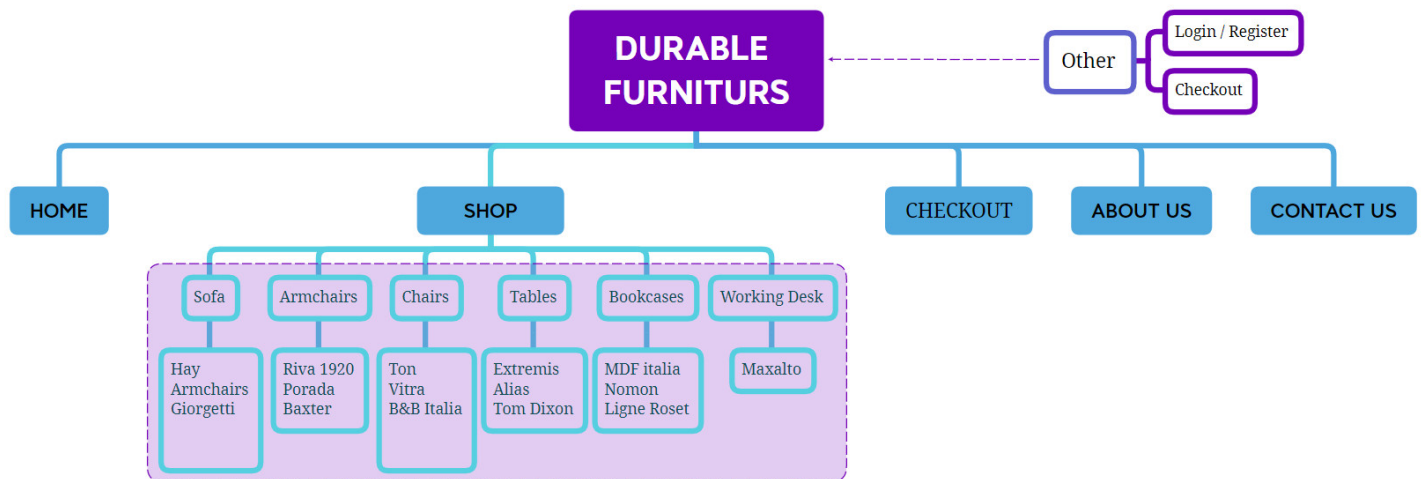 DURABLE
FURNITURS
Other
Login / Register
Checkout
HOME
SHOP
CHECKOUT
ABOUT US
CONTACT US
Sofa
Armchairs
Chairs
Tables
Bookcases
Working Desk
Hay
Armchairs
Giorgetti
Riva 1920
Porada
Baxter
Ton
Vitra
B&B Italia
Extremis
Alias
Tom Dixon
MDF italia
Nomon
Ligne Roset
Maxalto